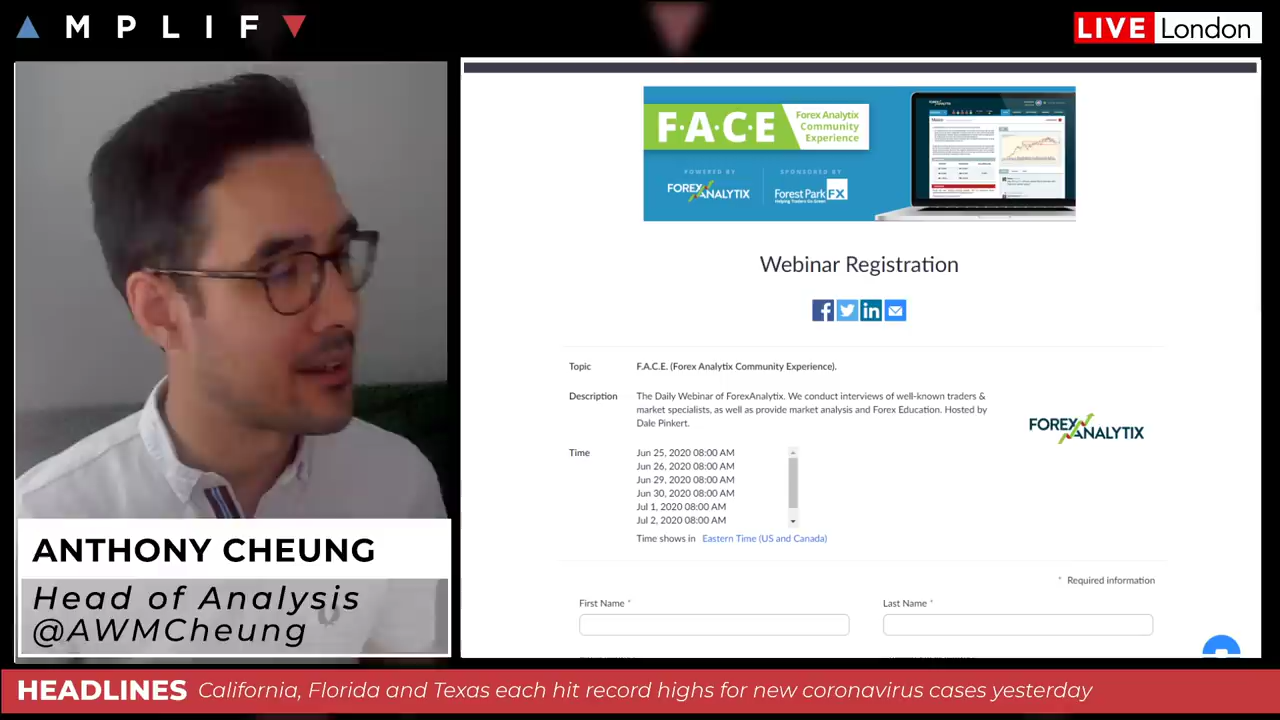 AMPLIFY
LIVE London
F·A·C·E
Forex Analytix
Community
Experience
POWERED BY
SPONSORED BY
FOREX ANALYTIX
Forest Park FX
Helping Traders Go Green
Webinar Registration
Topic
F.A.C.E. (Forex Analytix Community Experience).
Description
The Daily Webinar of ForexAnalytix. We conduct interviews of well-known traders &
market specialists, as well as provide market analysis and Forex Education. Hosted by
Dale Pinkert.
FOREX ANALYTIX
Time
Jun 25, 2020 08:00 AM
Jun 26, 2020 08:00 AM
Jun 29, 2020 08:00 AM
Jun 30, 2020 08:00 AM
Jul 1, 2020 08:00 AM
Jul 2, 2020 08:00 AM
Time shows in Eastern Time (US and Canada)
* Required information
First Name *
Last Name *
ANTHONY CHEUNG
Head of Analysis
@AWMCheung
HEADLINES California, Florida and Texas each hit record highs for new coronavirus cases yesterday